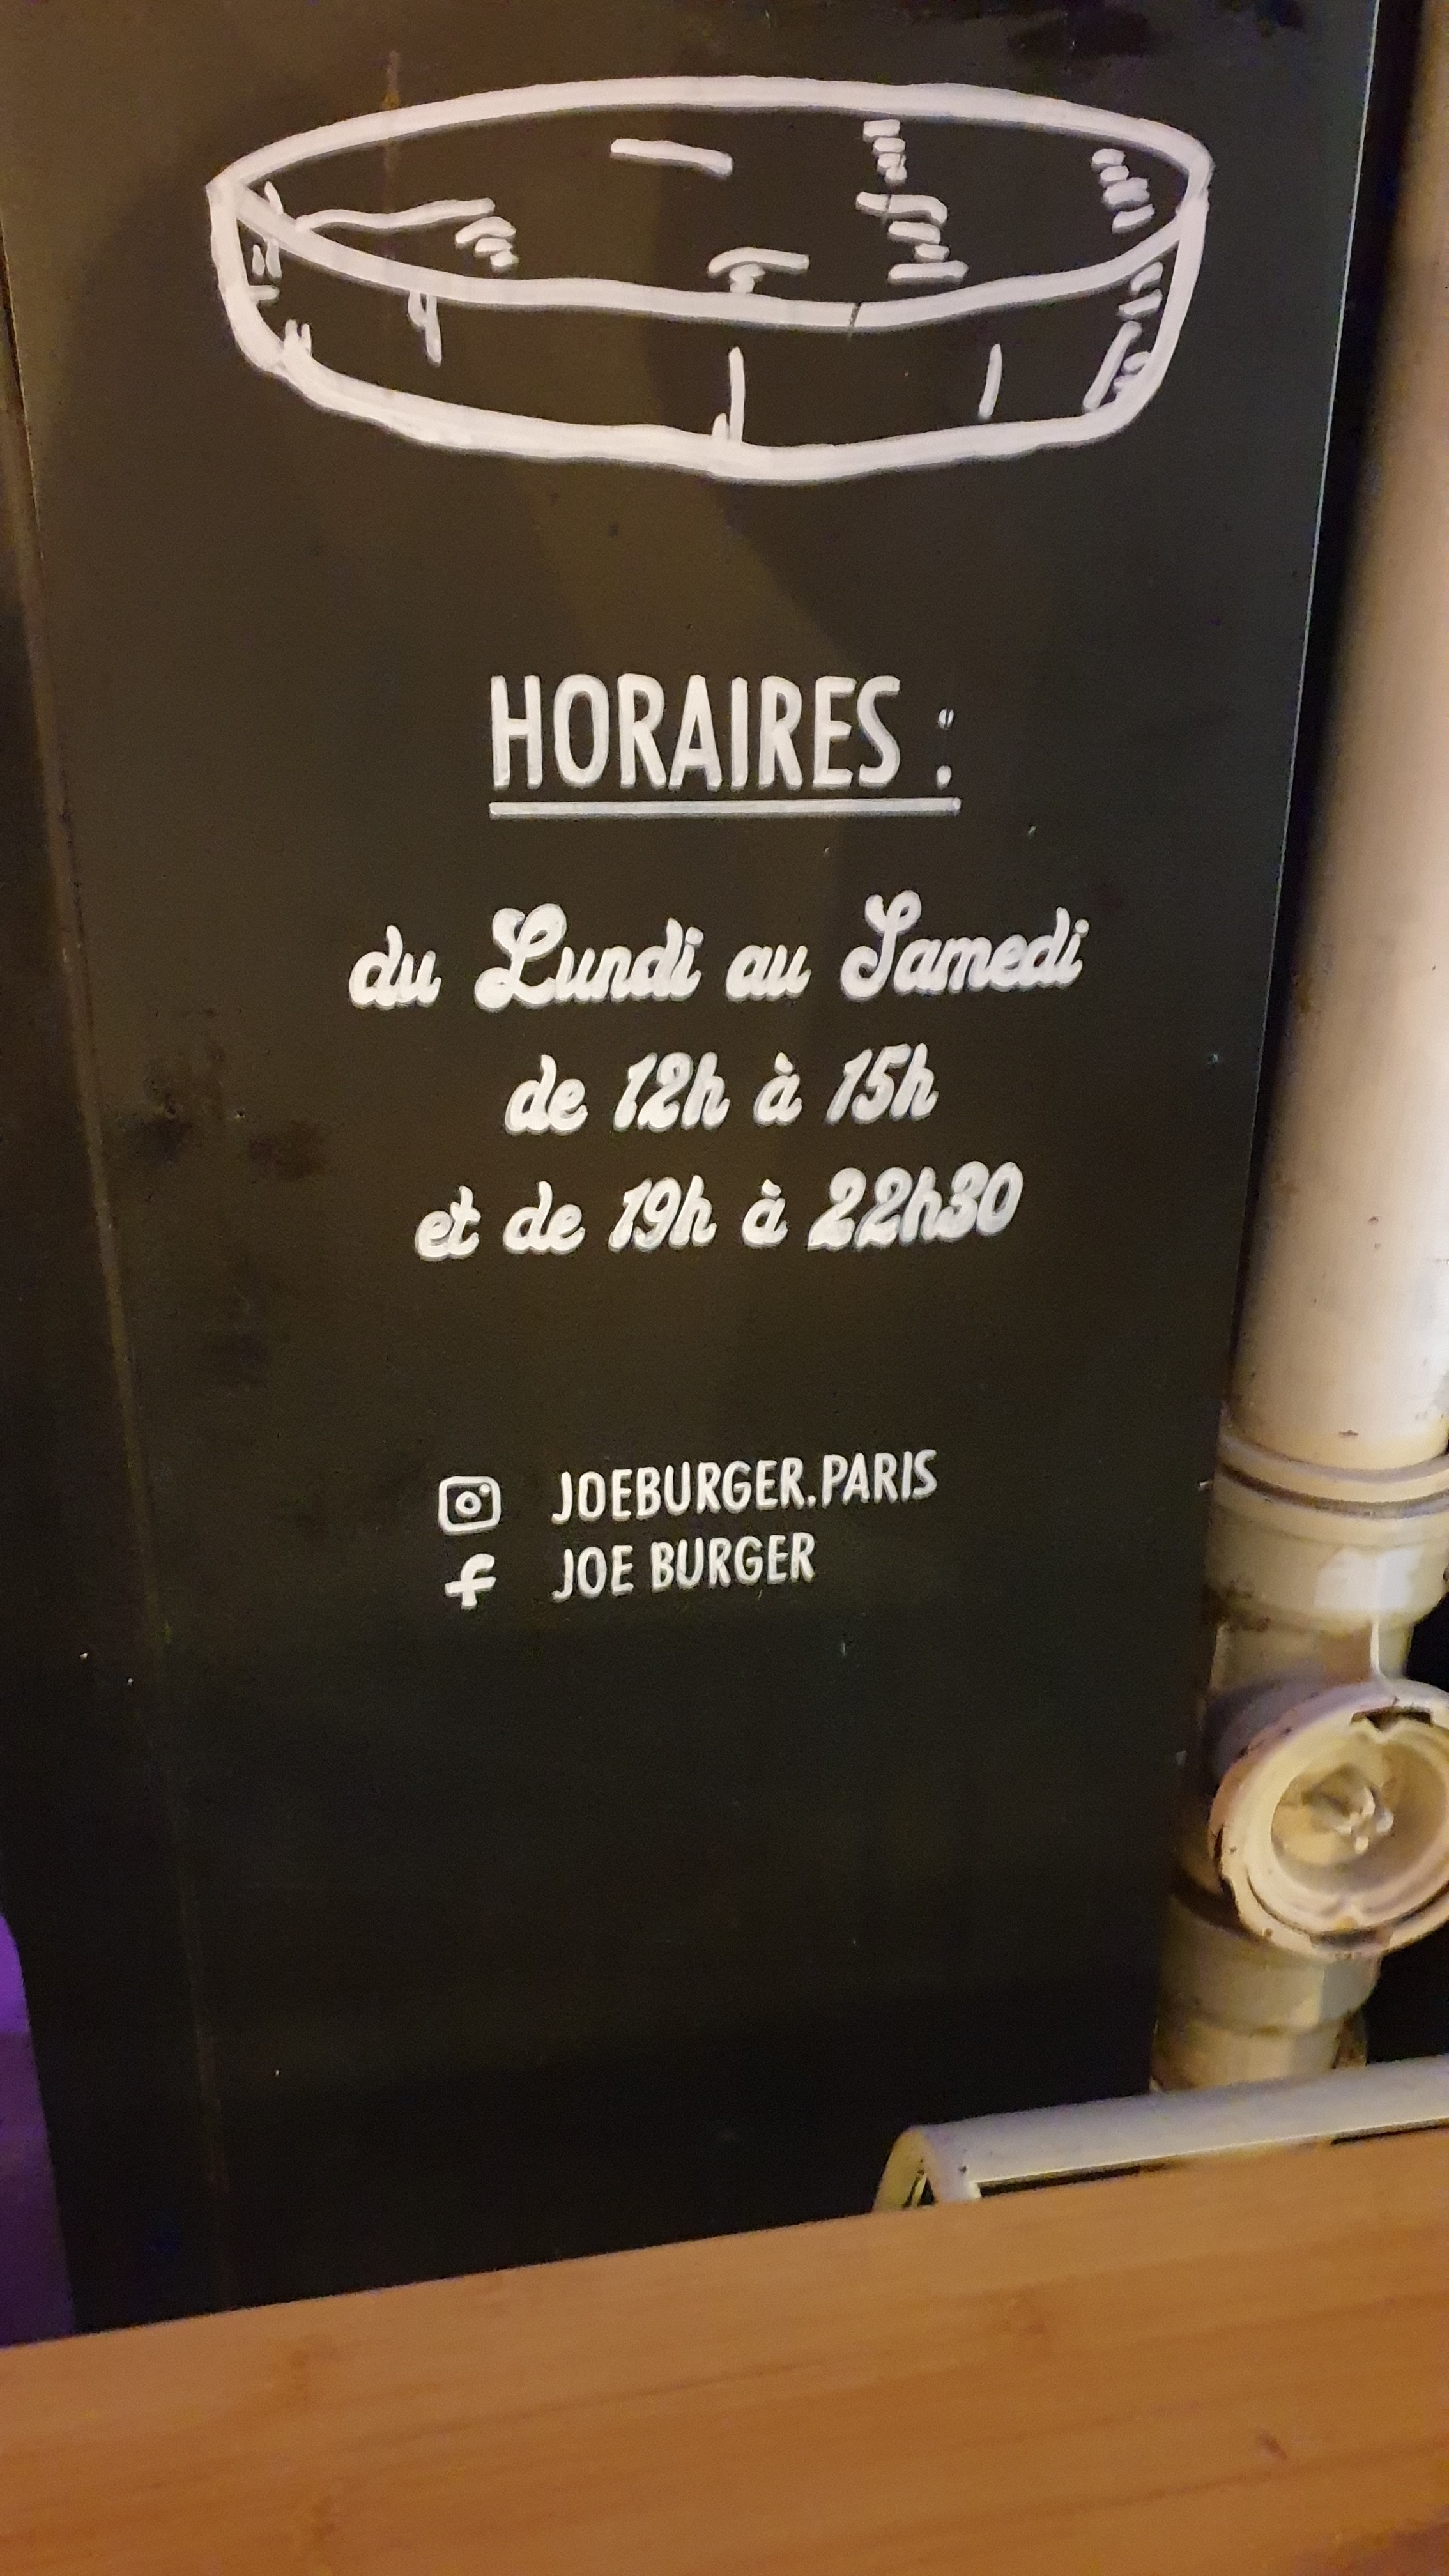 HORAIRES :
du Lundi au Samedi
de 12h à 15h
et de 19h à 22h30
JOEBURGER.PARIS
JOE BURGER